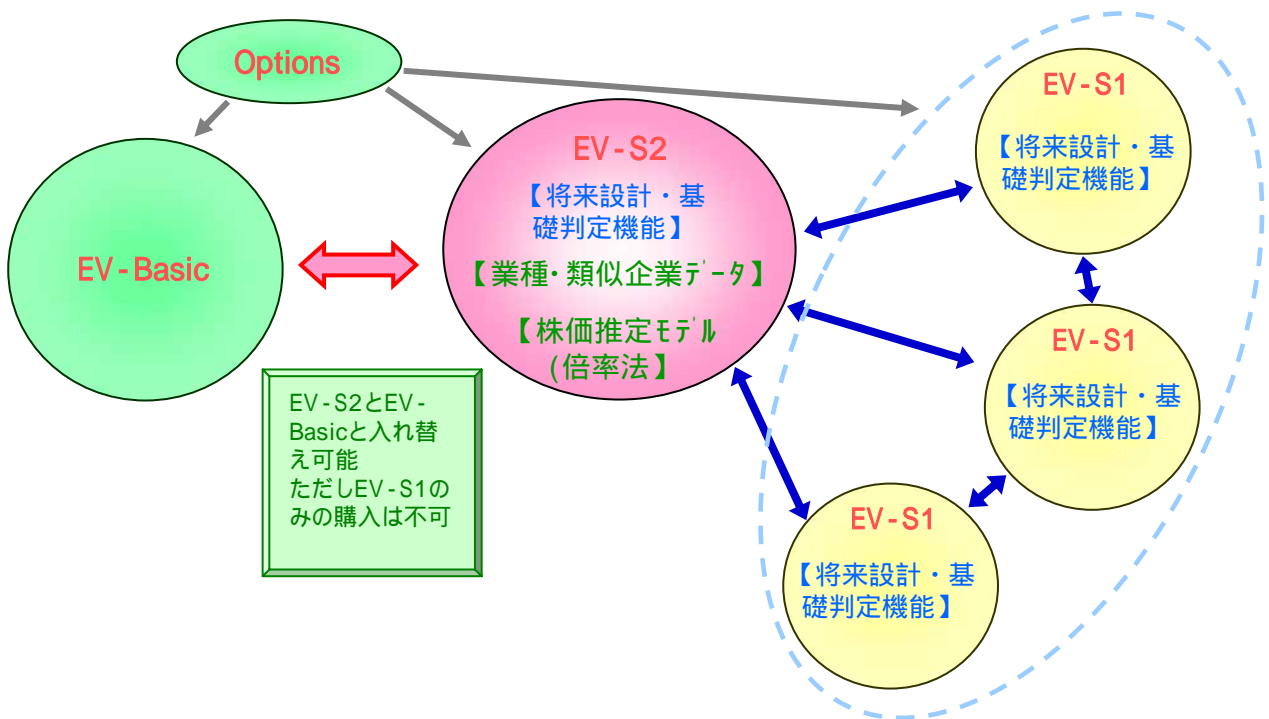 Options
EV-Basic
EV-S2
【将来設計・基
礎判定機能】
【業種・類似企業ﾃﾞｰﾀ】
【株価推定ﾓﾃﾞﾙ
(倍率法】
EV-S2とEV-
Basicと入れ替
え可能
ただしEV-S1の
みの購入は不可
EV-S1
【将来設計・基
礎判定機能】
EV-S1
【将来設計・基
礎判定機能】
EV-S1
【将来設計・基
礎判定機能】